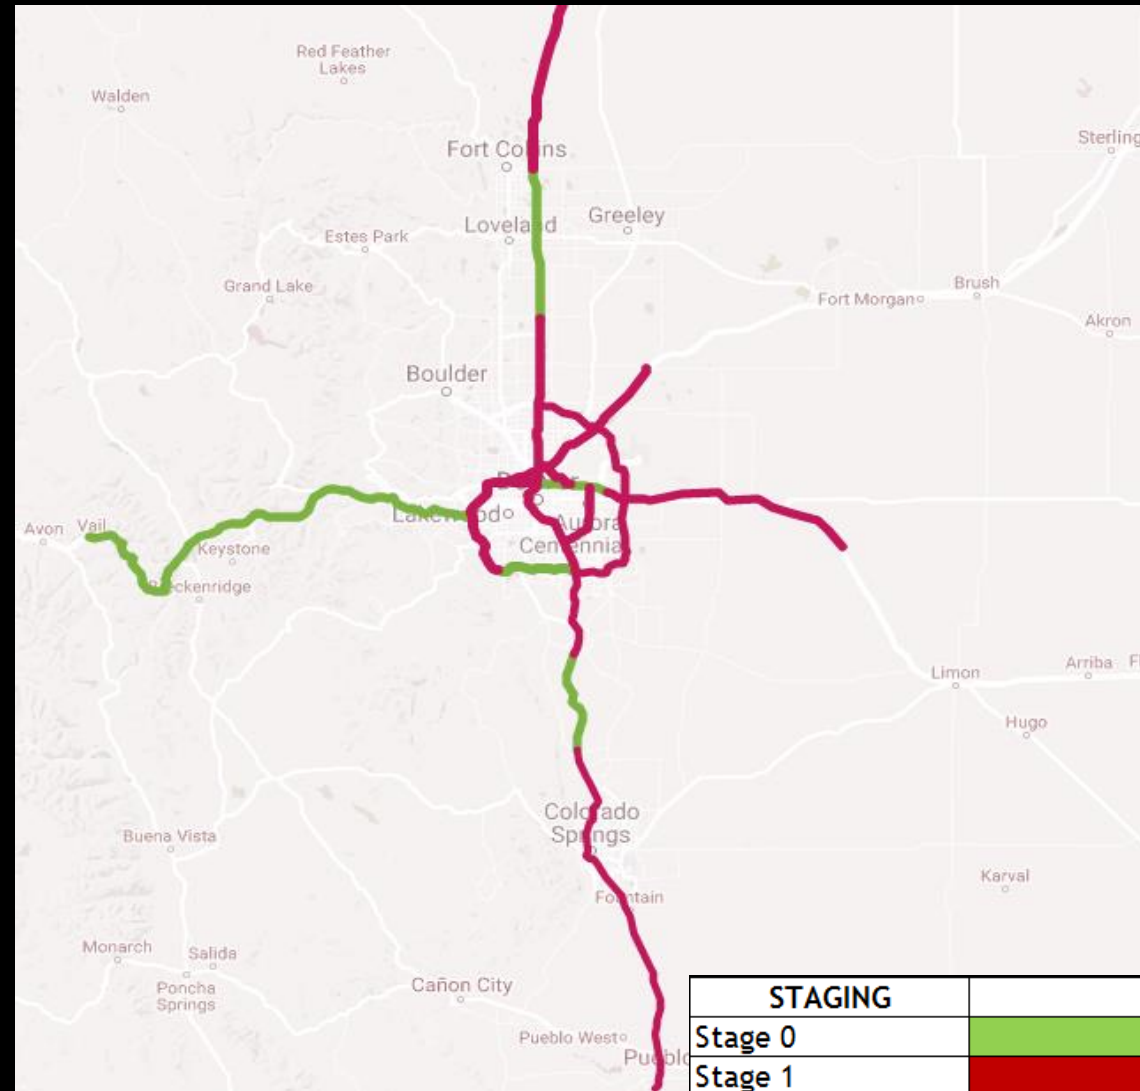 Red Feather
Lakes
Walden
Sterling
Fort Collins
Greeley
Loveland
Estes Park
Grand Lake
Brush
Fort Morgan
Akron
Boulder
Lakewood
Aurora
Avon
Vail
Centennial
Keystone
Breckenridge
Limon
Arriba
Hugo
Colorado
Springs
Buena Vista
Karval
Fountain
Monarch
Salida
Cañon City
Poncha
Springs
Pueblo West
Pueblo
STAGING
Stage 0
Stage 1